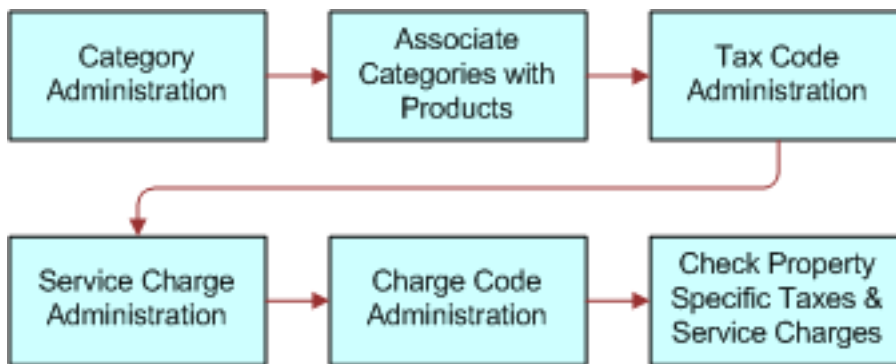 Category
Administration
Associate
Categories with
Products
Tax Code
Administration
Service Charge
Administration
Charge Code
Administration
Check Property
Specific Taxes &
Service Charges